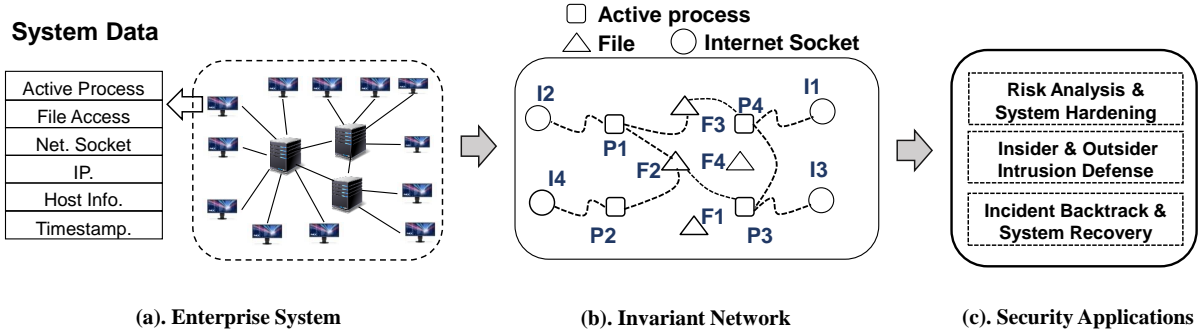 System Data
Active Process
File Access
Net. Socket
IP.
Host Info.
Timestamp.
(a). Enterprise System
Active process
File
Internet Socket
I2
I1
P4
F3
P1
F2
F4
I3
I4
F1
P2
P3
(b). Invariant Network
Risk Analysis &
System Hardening
Insider & Outsider
Intrusion Defense
Incident Backtrack &
System Recovery
(c). Security Applications